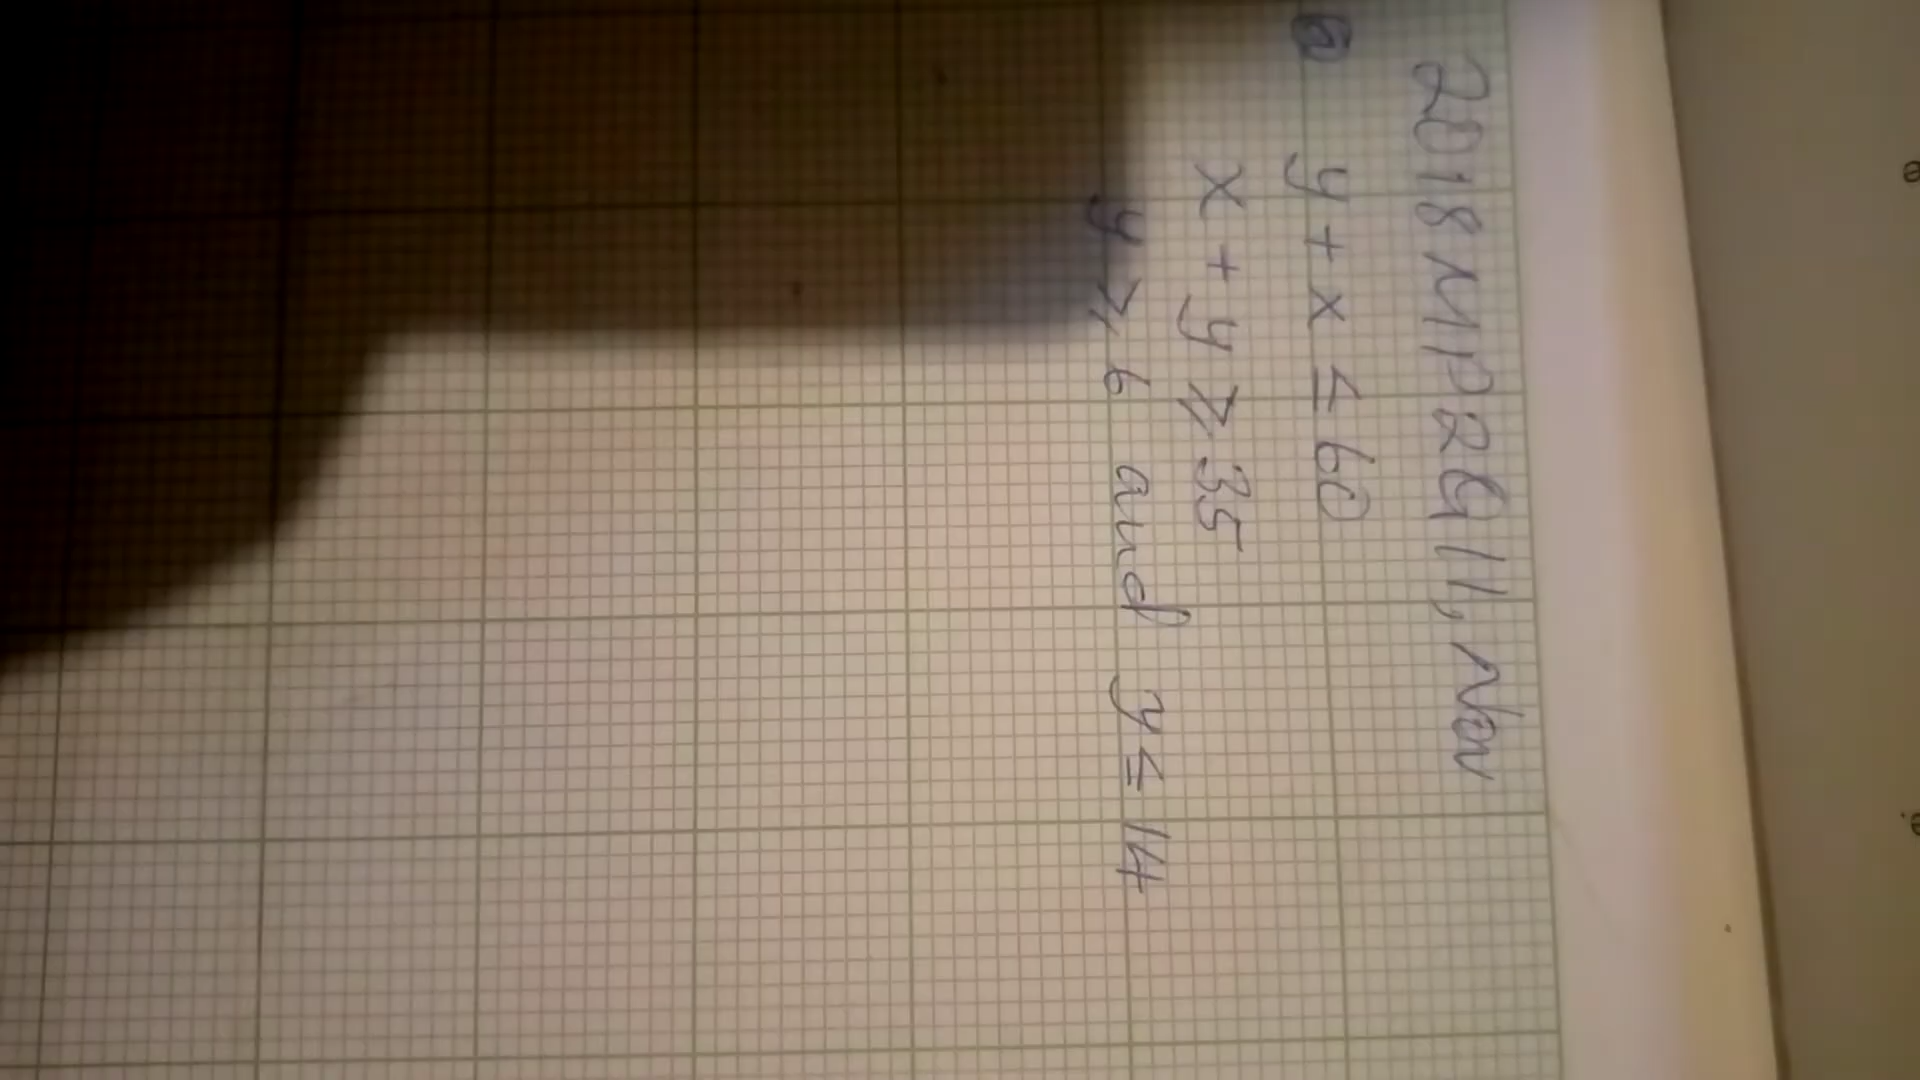 2018 M1P2Q11, Nov
a y + x ≤ 60
x + y ≥ 35
y ≥ 6 and y ≤ 14